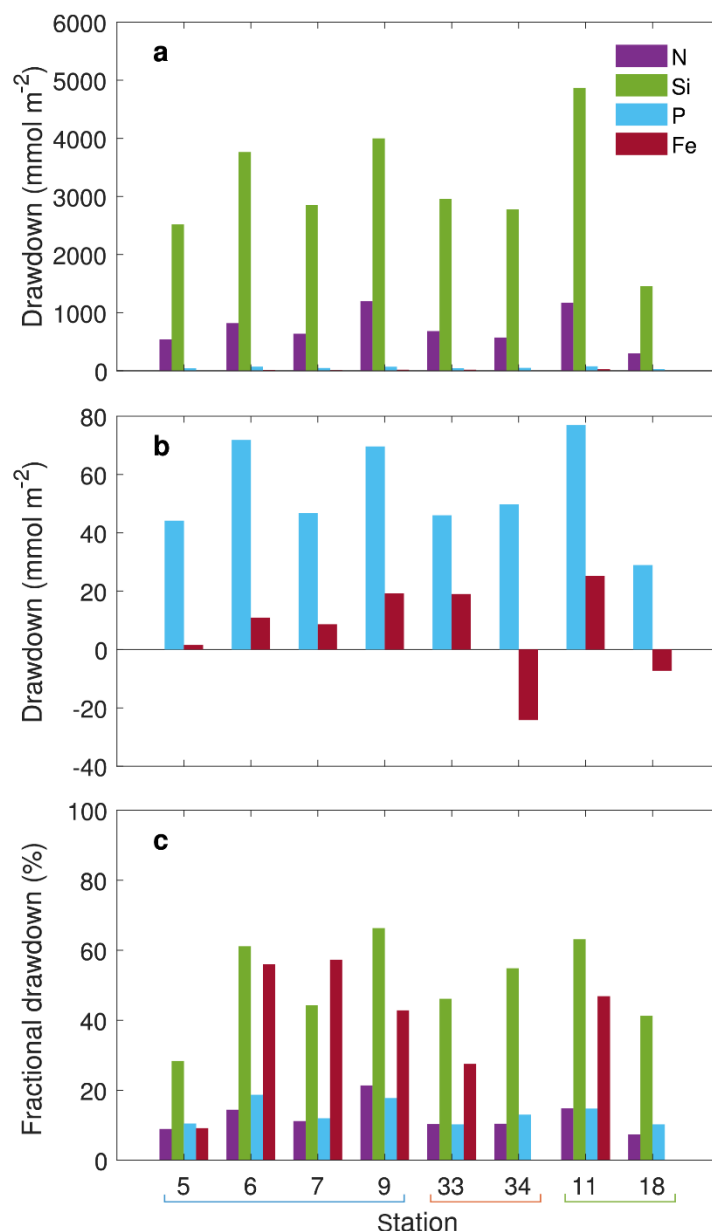 a
N
Si
P
Fe
6000
5000
4000
3000
2000
1000
0
Drawdown (mmol m-2)
b
80
60
40
20
0
-20
-40
Drawdown (mmol m-2)
c
100
80
60
40
20
0
Fractional drawdown (%)
5 6 7 9 33 34 11 18
Station